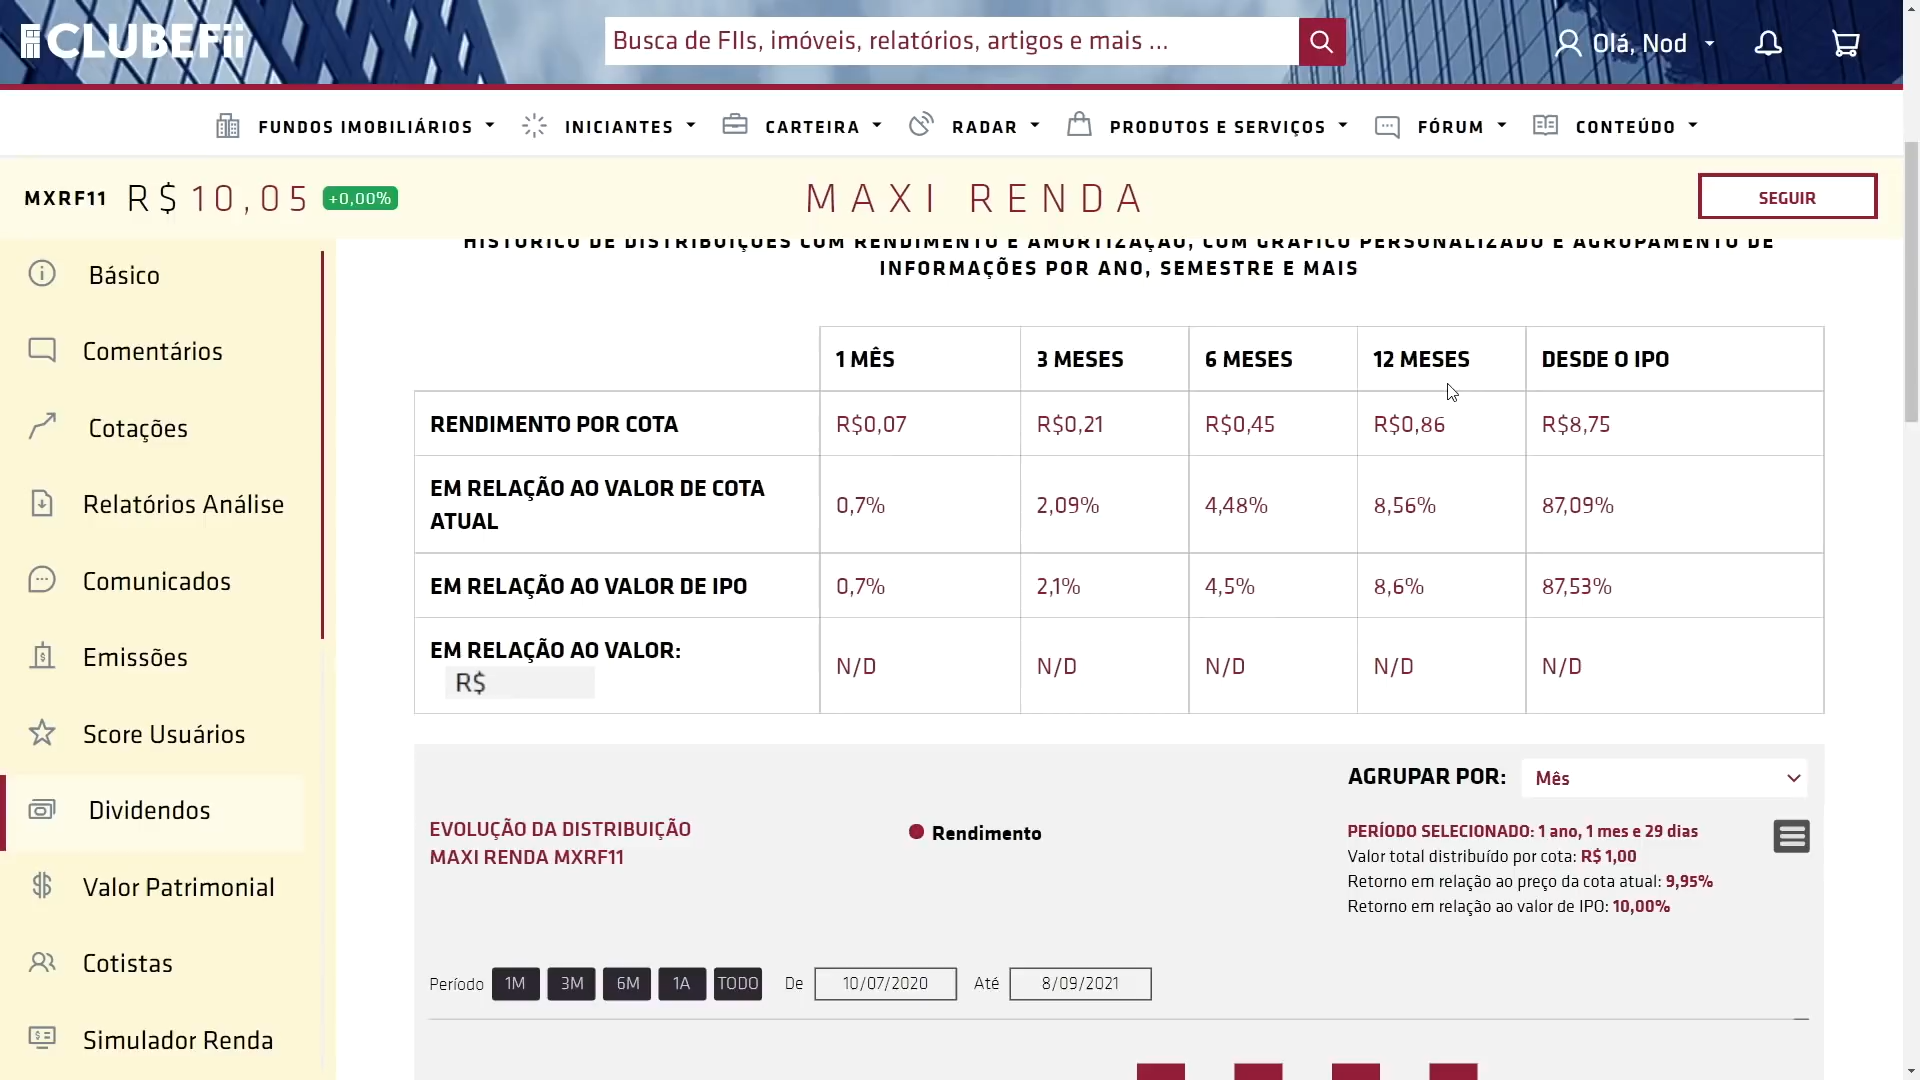 CLUBEFii
Busca de FIIs, imóveis, relatórios, artigos e mais ...
Olá, Nod
FUNDOS IMOBILIÁRIOS
INICIANTES
CARTEIRA
RADAR
PRODUTOS E SERVIÇOS
FÓRUM
CONTEÚDO
MXRF11 R$10,05 +0,00%
MAXI RENDA
SEGUIR
Básico
Comentários
Cotações
Relatórios Análise
Comunicados
Emissões
Score Usuários
Dividendos
Valor Patrimonial
Cotistas
Simulador Renda
HISTÓRICO DE DISTRIBUIÇÕES COM RENDIMENTO E AMORTIZAÇÃO, COM GRÁFICO PERSONALIZADO E AGRUPAMENTO DE
INFORMAÇÕES POR ANO, SEMESTRE E MAIS
1 MÊS 3 MESES 6 MESES 12 MESES DESDE O IPO
RENDIMENTO POR COTA R$0,07 R$0,21 R$0,45 R$0,86 R$8,75
EM RELAÇÃO AO VALOR DE COTA
ATUAL 0,7% 2,09% 4,48% 8,56% 87,09%
EM RELAÇÃO AO VALOR DE IPO 0,7% 2,1% 4,5% 8,6% 87,53%
EM RELAÇÃO AO VALOR:
R$ N/D N/D N/D N/D N/D
AGRUPAR POR: Mês
EVOLUÇÃO DA DISTRIBUIÇÃO
MAXI RENDA MXRF11
Rendimento
PERÍODO SELECIONADO: 1 ano, 1 mes e 29 dias
Valor total distribuído por cota: R$ 1,00
Retorno em relação ao preço da cota atual: 9,95%
Retorno em relação ao valor de IPO: 10,00%
Período 1M 3M 6M 1A TODO De 10/07/2020 Até 8/09/2021